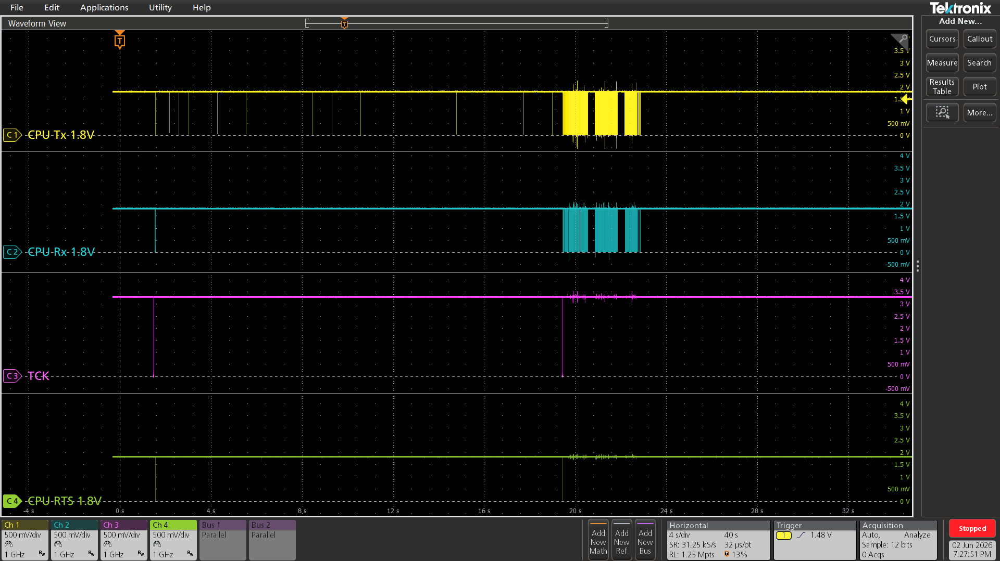 File Edit Applications Utility Help
Tektronix
Waveform View
Add New...
Cursors Callout
Measure Search
Results Table Plot
More...
T
T
3.5 V
3 V
2.5 V
2 V
1 V
500 mV
0 V
C 1 CPU Tx 1.8V
4 V
3.5 V
3 V
2.5 V
2 V
1.5 V
1 V
500 mV
0 V
-500 mV
C 2 CPU Rx 1.8V
4 V
3.5 V
3 V
2.5 V
2 V
1.5 V
1 V
500 mV
0 V
-500 mV
C 3 TCK
4 V
3.5 V
3 V
2.5 V
2 V
1.5 V
1 V
500 mV
0 V
C 4 CPU RTS 1.8V
-4 s 0 s 4 s 8 s 12 s 16 s 20 s 24 s 28 s 32 s
Ch 1
500 mV/div
1 GHz Bw
Ch 2
500 mV/div
1 GHz Bw
Ch 3
500 mV/div
1 GHz Bw
Ch 4
500 mV/div
1 GHz Bw
Bus 1
Parallel
Bus 2
Parallel
Add New Math
Add New Ref
Add New Bus
Horizontal
4 s/div 40 s
SR: 31.25 kS/s 32 µs/pt
RL: 1.25 Mpts T 13%
Trigger
1 1.48 V
Acquisition
Auto, Analyze
Sample: 12 bits
0 Acqs
Stopped
02 Jun 2026
7:27:51 PM